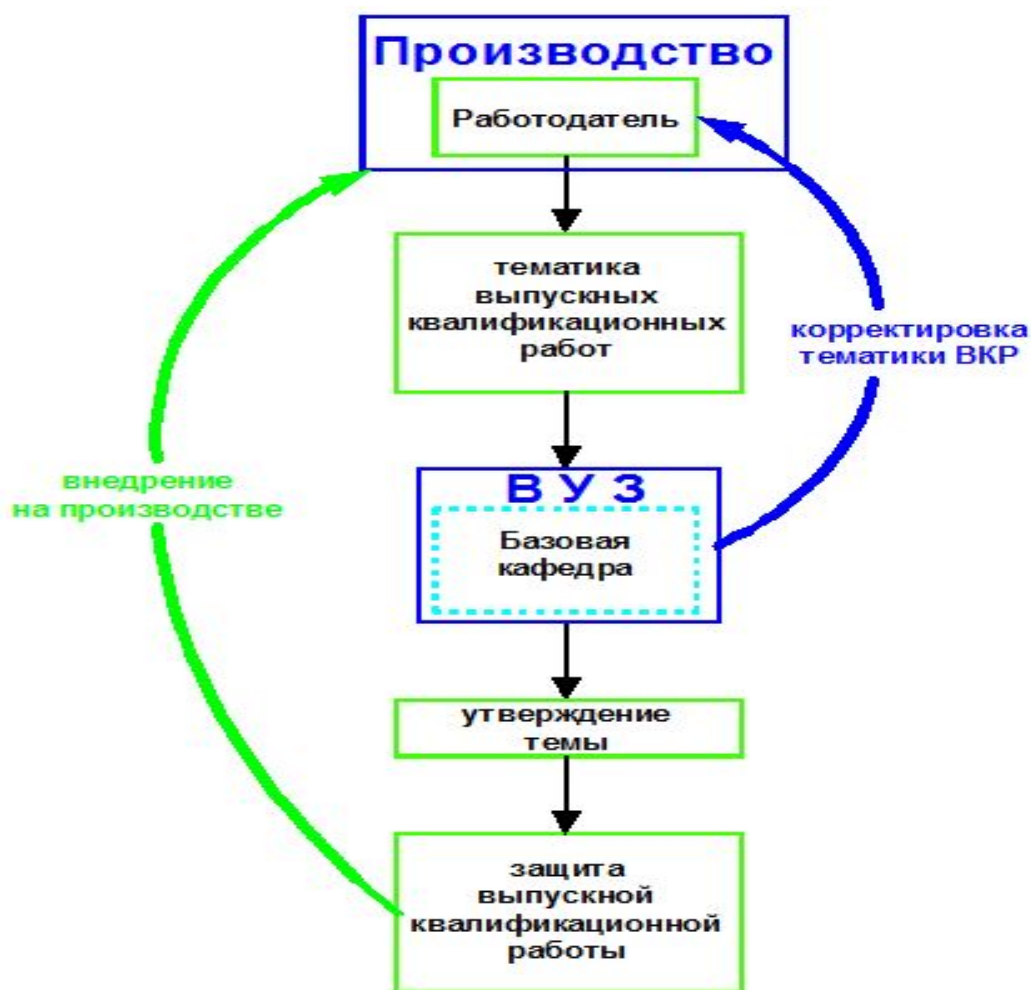 Производство
Работодатель
тематика
выпускных
квалификационных
работ
корректировка
тематики ВКР
внедрение
на производстве
В У З
Базовая
кафедра
утверждение
темы
защита
выпускной
квалификационной
работы